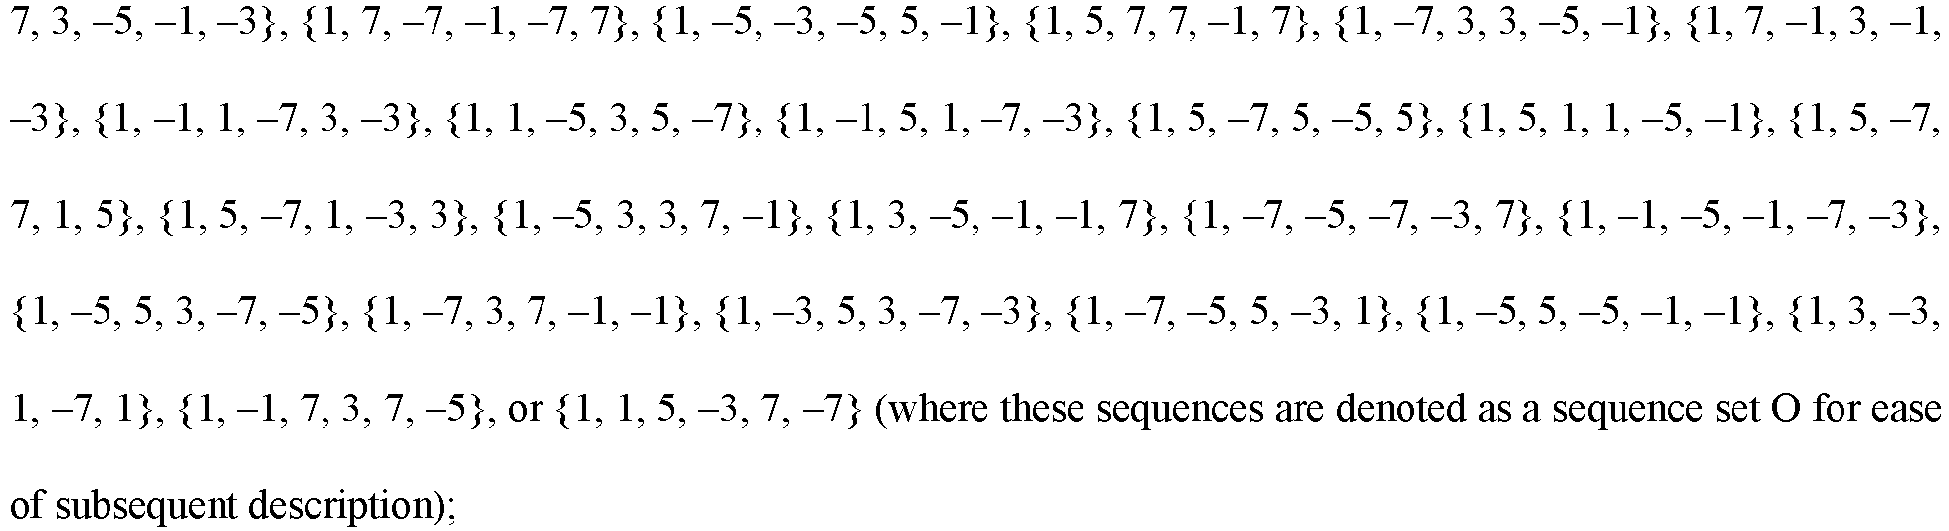 7, 3, –5, –1, –3}, {1, 7, –7, –1, –7, 7}, {1, –5, –3, –5, 5, –1}, {1, 5, 7, 7, –1, 7}, {1, –7, 3, 3, –5, –1}, {1, 7, –1, 3, –1,
–3}, {1, –1, 1, –7, 3, –3}, {1, 1, –5, 3, 5, –7}, {1, –1, 5, 1, –7, –3}, {1, 5, –7, 5, –5, 5}, {1, 5, 1, 1, –5, –1}, {1, 5, –7,
7, 1, 5}, {1, 5, –7, 1, –3, 3}, {1, –5, 3, 3, 7, –1}, {1, 3, –5, –1, –1, 7}, {1, –7, –5, –7, –3, 7}, {1, –1, –5, –1, –7, –3},
{1, –5, 5, 3, –7, –5}, {1, –7, 3, 7, –1, –1}, {1, –3, 5, 3, –7, –3}, {1, –7, –5, 5, –3, 1}, {1, –5, 5, –5, –1, –1}, {1, 3, –3,
1, –7, 1}, {1, –1, 7, 3, 7, –5}, or {1, 1, 5, –3, 7, –7} (where these sequences are denoted as a sequence set O for ease
of subsequent description);